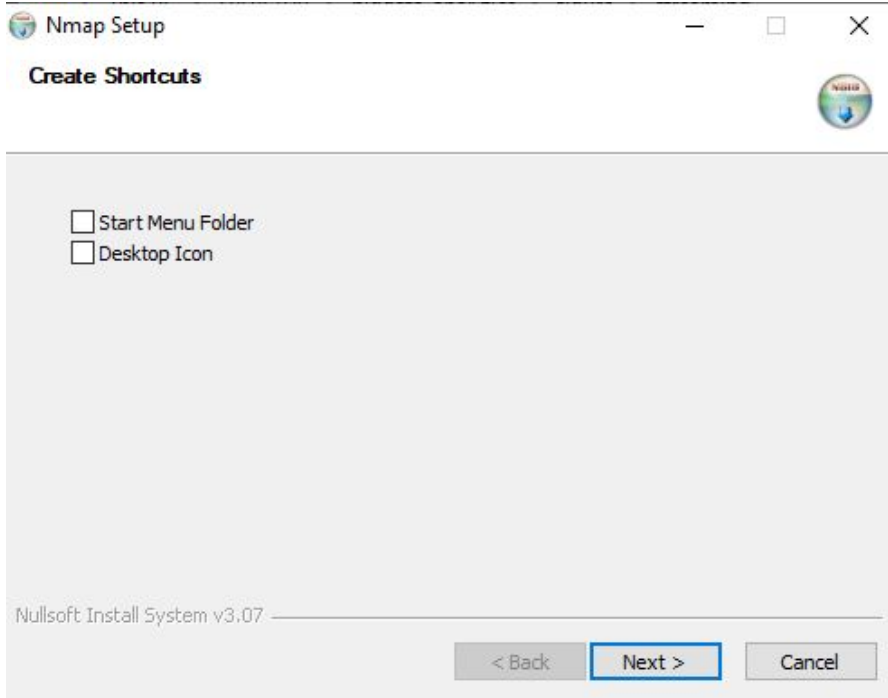 Nmap Setup
Create Shortcuts
Start Menu Folder
Desktop Icon
Nullsoft Install System v3.07
< Back Next > Cancel